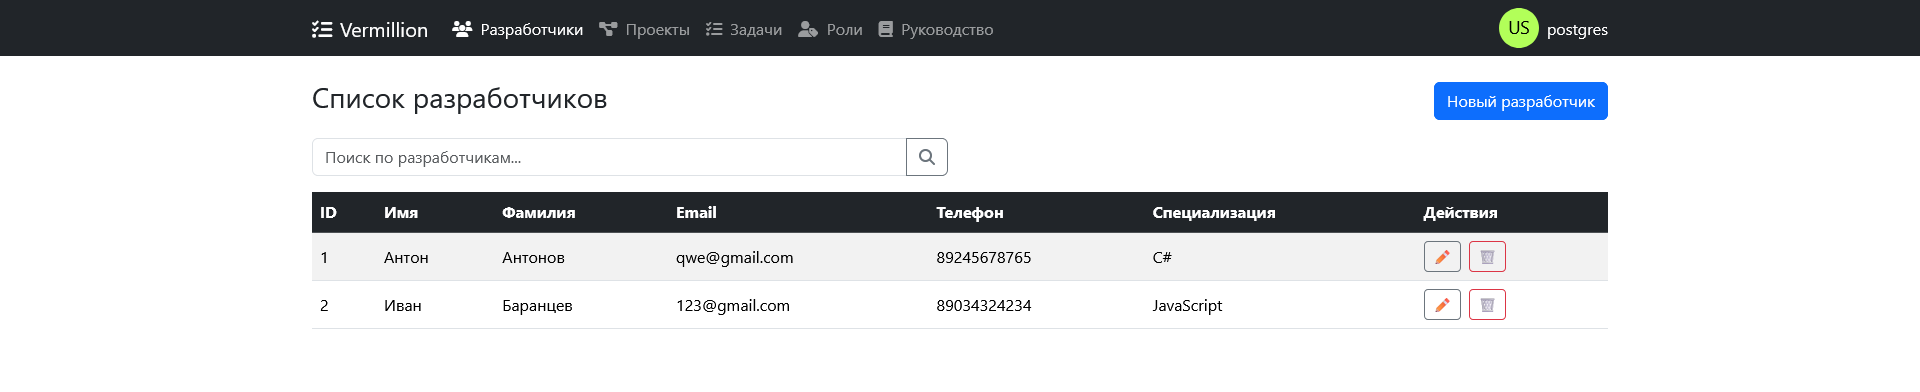 Vermillion Разработчики Проекты Задачи Роли Руководство US postgres
Список разработчиков Новый разработчик
Поиск по разработчикам...
ID Имя Фамилия Email Телефон Специализация Действия
1 Антон Антонов qwe@gmail.com 89245678765 C#
2 Иван Баранцев 123@gmail.com 89034324234 JavaScript